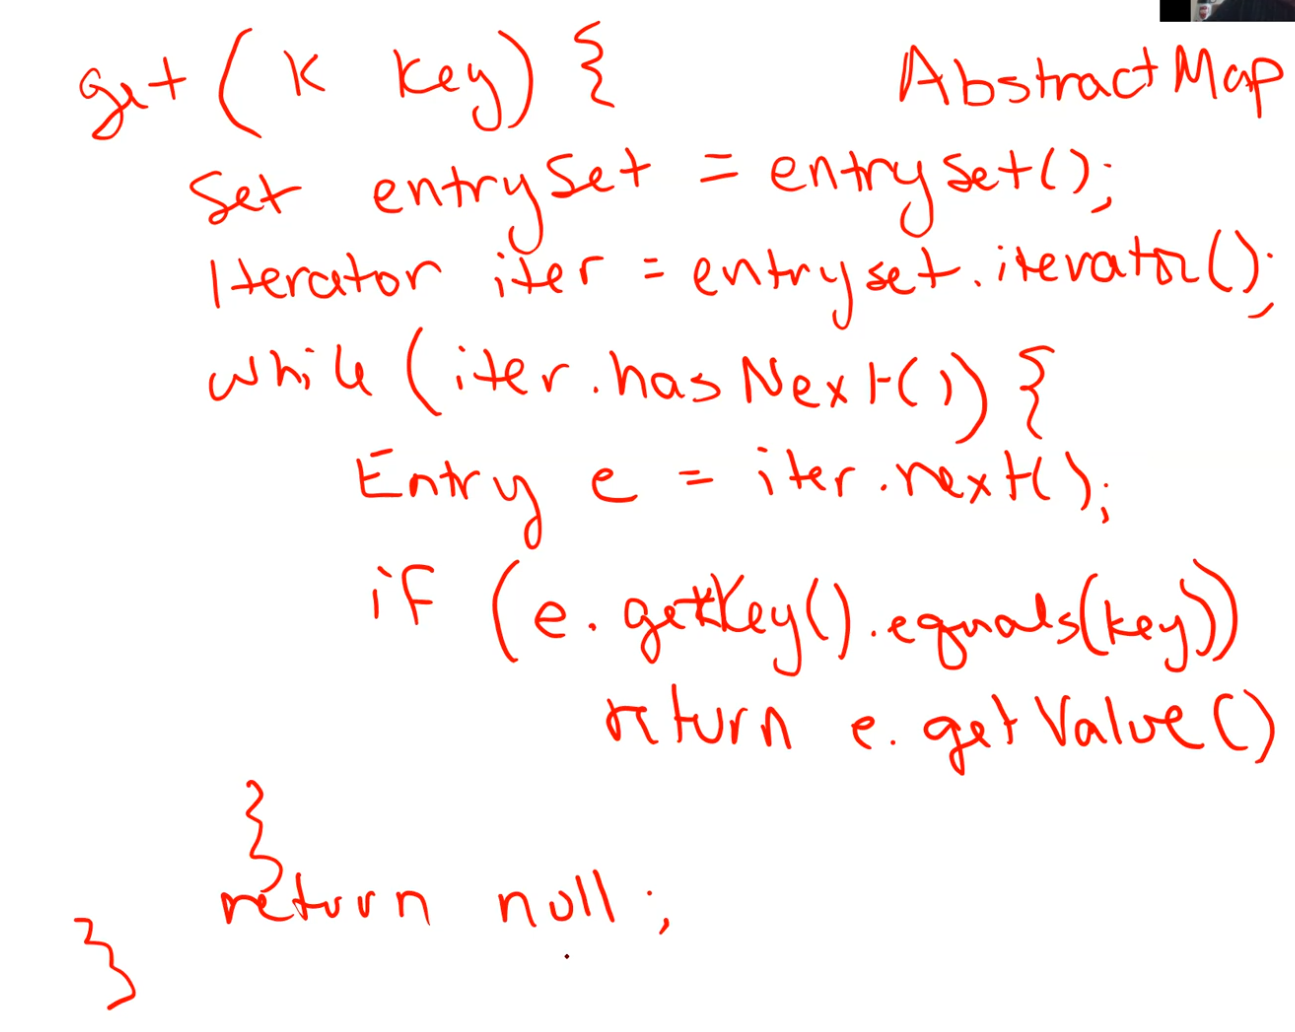 get(K key) { AbstractMap
Set entrySet = entrySet();
Iterator iter = entryset.iterator();
while (iter.hasNext()) {
Entry e = iter.next();
if (e.getKey().equals(key))
return e.getValue()
}
return null;
}